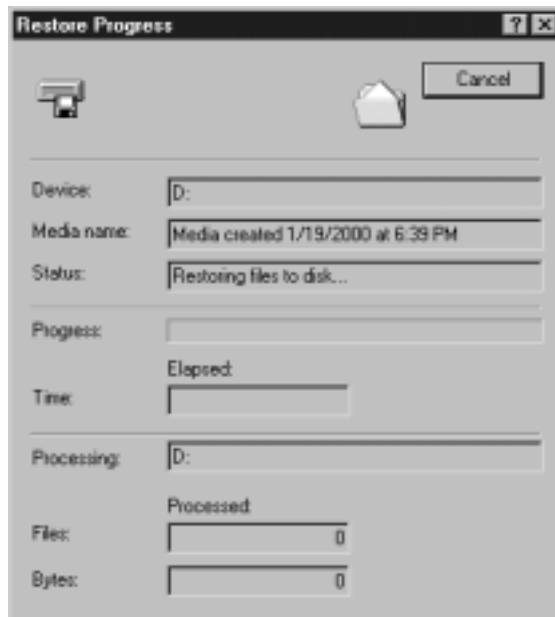 Restore Progress
Cancel
Device: D:
Media name: Media created 1/19/2000 at 6:39 PM
Status: Restoring files to disk...
Progress:
Elapsed:
Time:
Processing: D:
Processed:
Files: 0
Bytes: 0